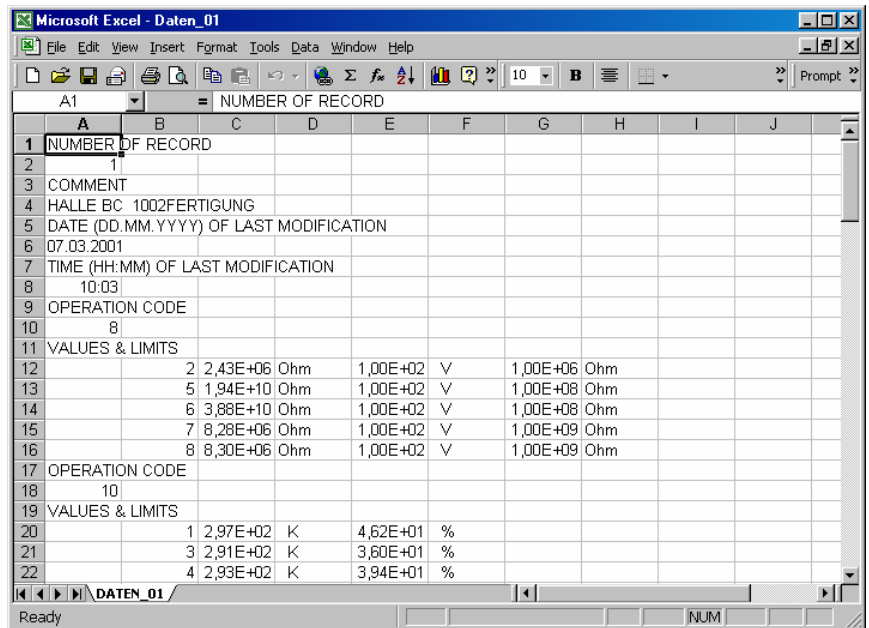 Microsoft Excel - Daten_01
File Edit View Insert Format Tools Data Window Help
10 B Prompt
A1 = NUMBER OF RECORD
A B C D E F G H I J
1 NUMBER OF RECORD
2 1
3 COMMENT
4 HALLE BC 1002FERTIGUNG
5 DATE (DD.MM.YYYY) OF LAST MODIFICATION
6 07.03.2001
7 TIME (HH:MM) OF LAST MODIFICATION
8 10:03
9 OPERATION CODE
10 8
11 VALUES & LIMITS
12 2 2,43E+06 Ohm 1,00E+02 V 1,00E+06 Ohm
13 5 1,94E+10 Ohm 1,00E+02 V 1,00E+08 Ohm
14 6 3,88E+10 Ohm 1,00E+02 V 1,00E+08 Ohm
15 7 8,28E+06 Ohm 1,00E+02 V 1,00E+09 Ohm
16 8 8,30E+06 Ohm 1,00E+02 V 1,00E+09 Ohm
17 OPERATION CODE
18 10
19 VALUES & LIMITS
20 1 2,97E+02 K 4,62E+01 %
21 3 2,91E+02 K 3,60E+01 %
22 4 2,93E+02 K 3,94E+01 %
DATEN_01
Ready NUM